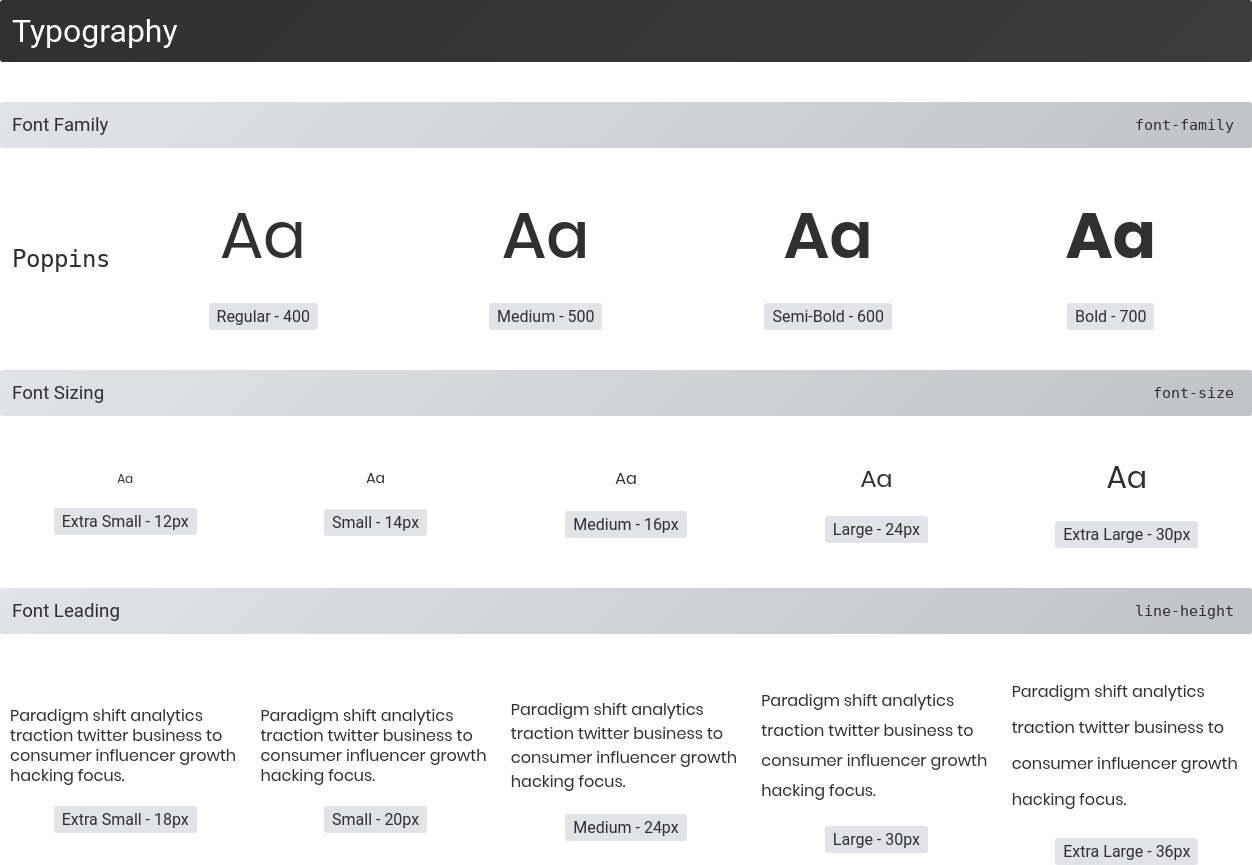 Typography
Font Family font-family
Poppins
Aa Aa Aa Aa
Regular - 400 Medium - 500 Semi-Bold - 600 Bold - 700
Font Sizing font-size
Aa Aa Aa Aa Aa
Extra Small - 12px Small - 14px Medium - 16px Large - 24px Extra Large - 30px
Font Leading line-height
Paradigm shift analytics
traction twitter business to
consumer influencer growth
hacking focus.
Extra Small - 18px
Paradigm shift analytics
traction twitter business to
consumer influencer growth
hacking focus.
Small - 20px
Paradigm shift analytics
traction twitter business to
consumer influencer growth
hacking focus.
Medium - 24px
Paradigm shift analytics
traction twitter business to
consumer influencer growth
hacking focus.
Large - 30px
Paradigm shift analytics
traction twitter business to
consumer influencer growth
hacking focus.
Extra Large - 36px